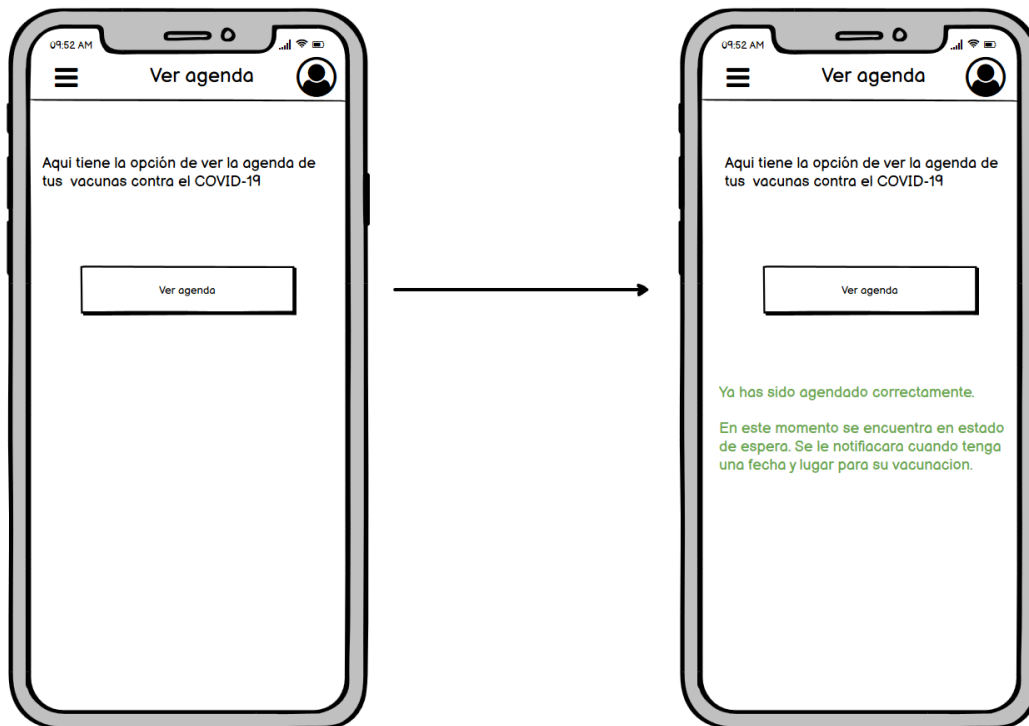 09:52 AM
Ver agenda
Aqui tiene la opción de ver la agenda de
tus vacunas contra el COVID-19
Ver agenda
09:52 AM
Ver agenda
Aqui tiene la opción de ver la agenda de
tus vacunas contra el COVID-19
Ver agenda
Ya has sido agendado correctamente.
En este momento se encuentra en estado
de espera. Se le notifiacara cuando tenga
una fecha y lugar para su vacunacion.